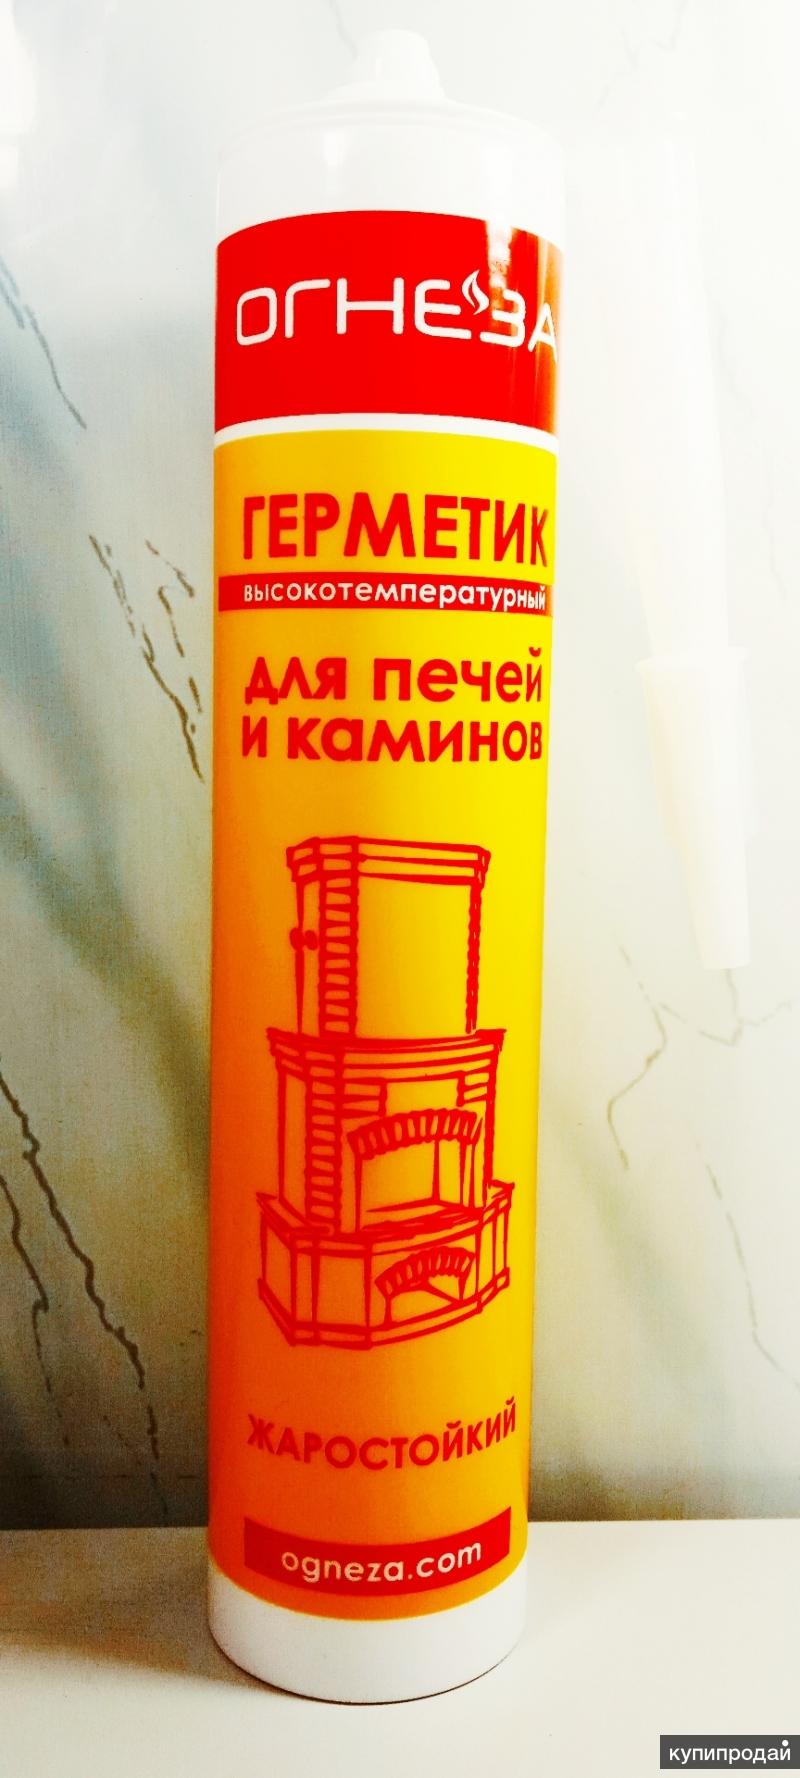 ОГНЕЗА
ГЕРМЕТИК
высокотемпературный
для печей
и каминов
ЖАРОСТОЙКИЙ
ogneza.com
купипродай